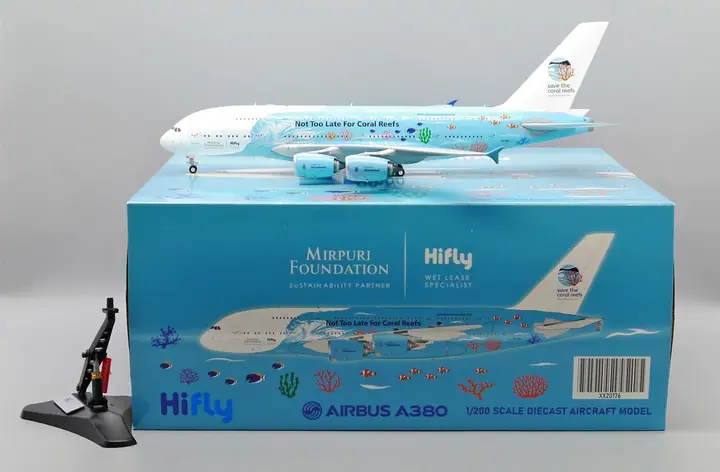 save the
coral reefs
Not Too Late For Coral Reefs
Hifly
MIRPURI
FOUNDATION
SUSTAINABILITY PARTNER
Hifly
WET LEASE
SPECIALIST
save the
coral reefs
Not Too Late For Coral Reefs
Hifly
Hifly
AIRBUS A380
1/200 SCALE DIECAST AIRCRAFT MODEL
XX20176